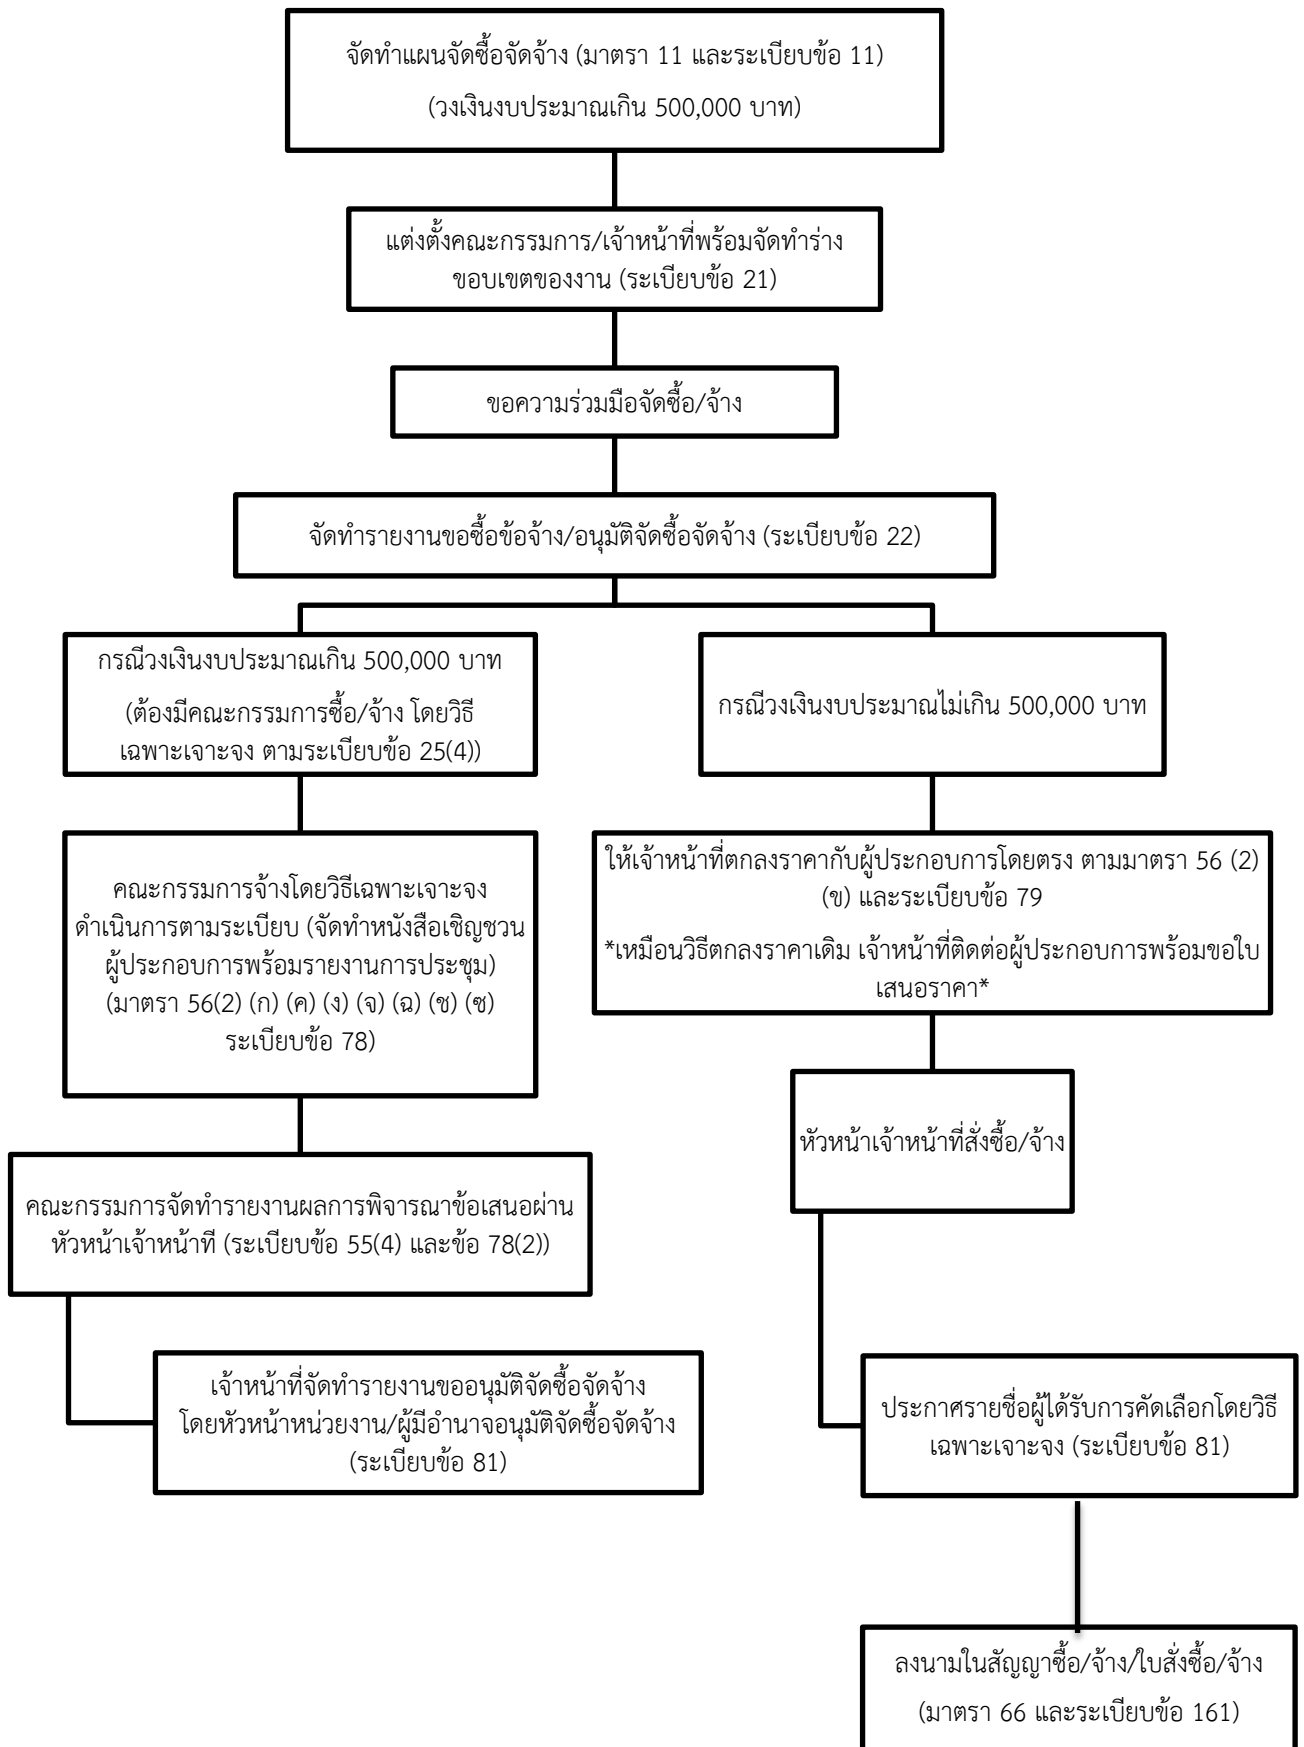 จัดทำแผนจัดซื้อจัดจ้าง (มาตรา 11 และระเบียบข้อ 11)
(วงเงินงบประมาณเกิน 500,000 บาท)
แต่งตั้งคณะกรรมการ/เจ้าหน้าที่พร้อมจัดทำร่าง
ขอบเขตของงาน (ระเบียบข้อ 21)
ขอความร่วมมือจัดซื้อ/จ้าง
จัดทำรายงานขอซื้อข้อจ้าง/อนุมัติจัดซื้อจัดจ้าง (ระเบียบข้อ 22)
กรณีวงเงินงบประมาณเกิน 500,000 บาท
(ต้องมีคณะกรรมการซื้อ/จ้าง โดยวิธี
เฉพาะเจาะจง ตามระเบียบข้อ 25(4))
กรณีวงเงินงบประมาณไม่เกิน 500,000 บาท
คณะกรรมการจ้างโดยวิธีเฉพาะเจาะจง
ดำเนินการตามระเบียบ (จัดทำหนังสือเชิญชวน
ผู้ประกอบการพร้อมรายงานการประชุม)
(มาตรา 56(2) (ก) (ค) (ง) (จ) (ฉ) (ช) (ซ)
ระเบียบข้อ 78)
ให้เจ้าหน้าที่ตกลงราคากับผู้ประกอบการโดยตรง ตามมาตรา 56 (2)
(ข) และระเบียบข้อ 79
*เหมือนวิธีตกลงราคาเดิม เจ้าหน้าที่ติดต่อผู้ประกอบการพร้อมขอใบ
เสนอราคา*
หัวหน้าเจ้าหน้าที่สั่งซื้อ/จ้าง
คณะกรรมการจัดทำรายงานผลการพิจารณาข้อเสนอผ่าน
หัวหน้าเจ้าหน้าที (ระเบียบข้อ 55(4) และข้อ 78(2))
เจ้าหน้าที่จัดทำรายงานขออนุมัติจัดซื้อจัดจ้าง
โดยหัวหน้าหน่วยงาน/ผู้มีอำนาจอนุมัติจัดซื้อจัดจ้าง
(ระเบียบข้อ 81)
ประกาศรายชื่อผู้ได้รับการคัดเลือกโดยวิธี
เฉพาะเจาะจง (ระเบียบข้อ 81)
ลงนามในสัญญาซื้อ/จ้าง/ใบสั่งซื้อ/จ้าง
(มาตรา 66 และระเบียบข้อ 161)